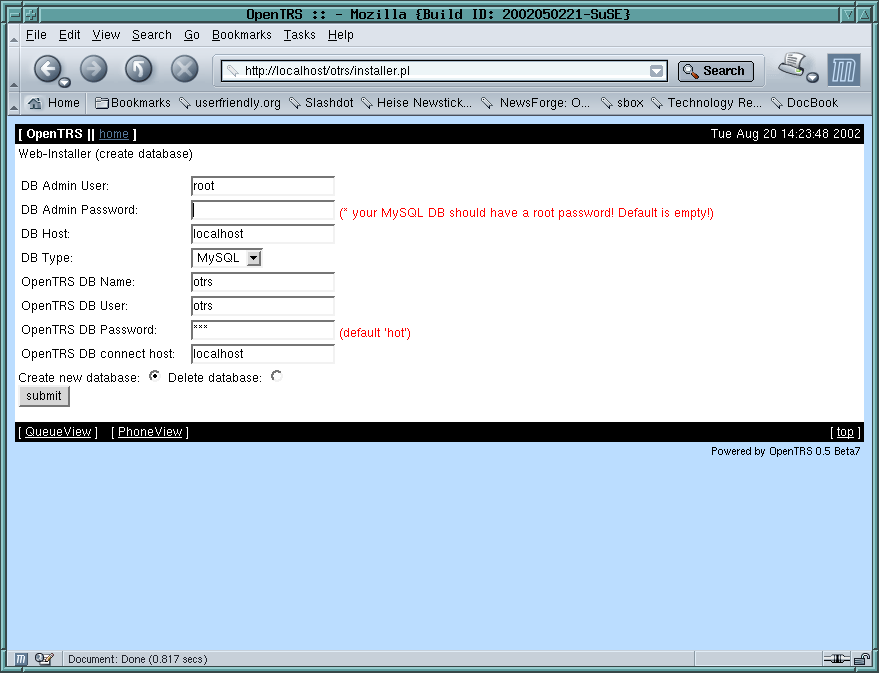 OpenTRS :: - Mozilla {Build ID: 2002050221-SuSE}
File Edit View Search Go Bookmarks Tasks Help
http://localhost/otrs/installer.pl Search
Home Bookmarks userfriendly.org Slashdot Heise Newstick... NewsForge: O... sbox Technology Re... DocBook
[ OpenTRS || home ] Tue Aug 20 14:23:48 2002
Web-Installer (create database)
DB Admin User: root
DB Admin Password: (* your MySQL DB should have a root password! Default is empty!)
DB Host: localhost
DB Type: MySQL
OpenTRS DB Name: otrs
OpenTRS DB User: otrs
OpenTRS DB Password: *** (default 'hot')
OpenTRS DB connect host: localhost
Create new database: Delete database:
submit
[ QueueView ] [ PhoneView ] [ top ]
Powered by OpenTRS 0.5 Beta7
Document: Done (0.817 secs)